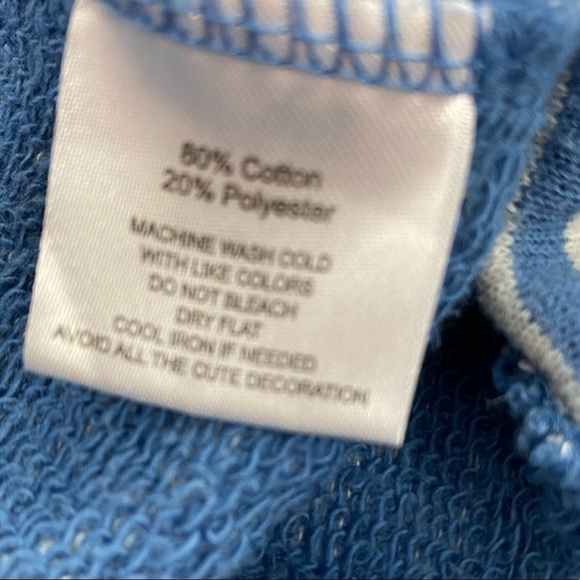 80% Cotton
20% Polyester
MACHINE WASH COLD
WITH LIKE COLORS
DO NOT BLEACH
DRY FLAT
COOL IRON IF NEEDED
AVOID ALL THE CUTE DECORATION